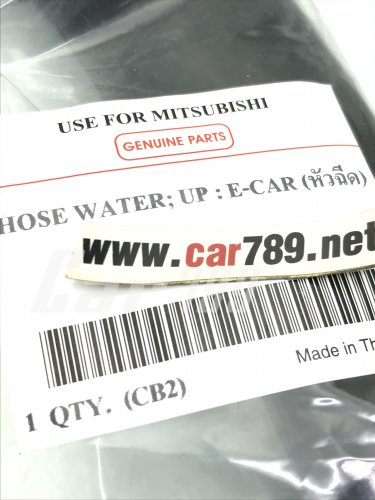 USE FOR MITSUBISHI
GENUINE PARTS
HOSE WATER; UP : E-CAR (หัวฉีด)
www.car789.net
Made in Th
1 QTY. (CB2)